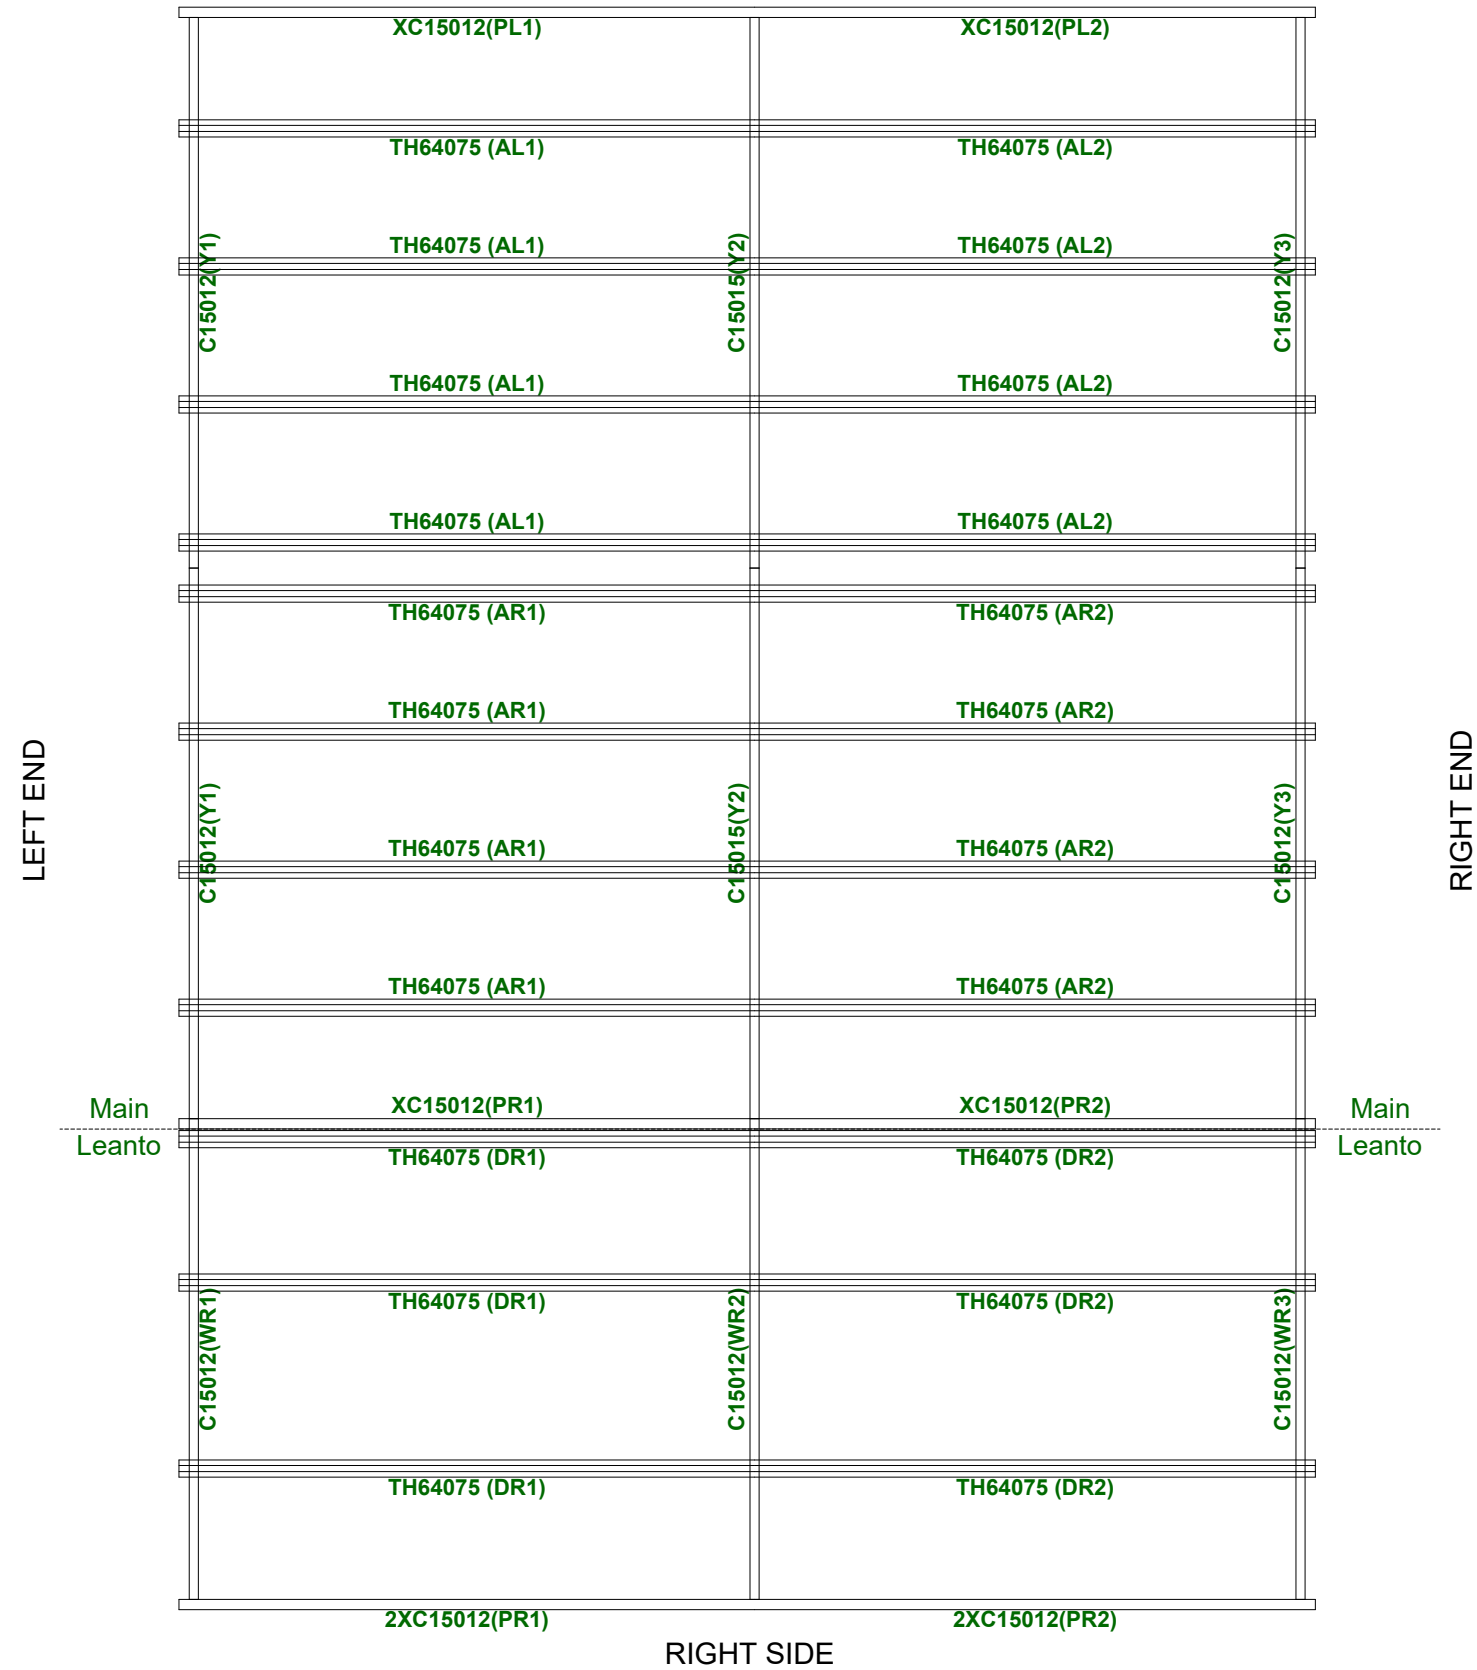 XC15012(PL1) XC15012(PL2)
TH64075 (AL1) TH64075 (AL2)
TH64075 (AL1) TH64075 (AL2)
C15012(Y1) C15015(Y2) C15012(Y3)
TH64075 (AL1) TH64075 (AL2)
TH64075 (AL1) TH64075 (AL2)
TH64075 (AR1) TH64075 (AR2)
TH64075 (AR1) TH64075 (AR2)
LEFT END
RIGHT END
C15012(Y1) C15015(Y2) C15012(Y3)
TH64075 (AR1) TH64075 (AR2)
TH64075 (AR1) TH64075 (AR2)
Main XC15012(PR1) XC15012(PR2) Main
Leanto TH64075 (DR1) TH64075 (DR2) Leanto
TH64075 (DR1) TH64075 (DR2)
C15012(WR1) C15012(WR2) C15012(WR3)
TH64075 (DR1) TH64075 (DR2)
2XC15012(PR1) 2XC15012(PR2)
RIGHT SIDE